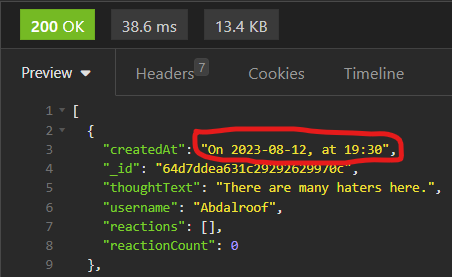 200 OK 38.6 ms 13.4 KB
Preview Headers 7 Cookies Timeline
1 [
2 {
3 "createdAt": "On 2023-08-12, at 19:30",
4 "_id": "64d7ddea631c29292629970c",
5 "thoughtText": "There are many haters here.",
6 "username": "Abdalroof",
7 "reactions": [],
8 "reactionCount": 0
9 },